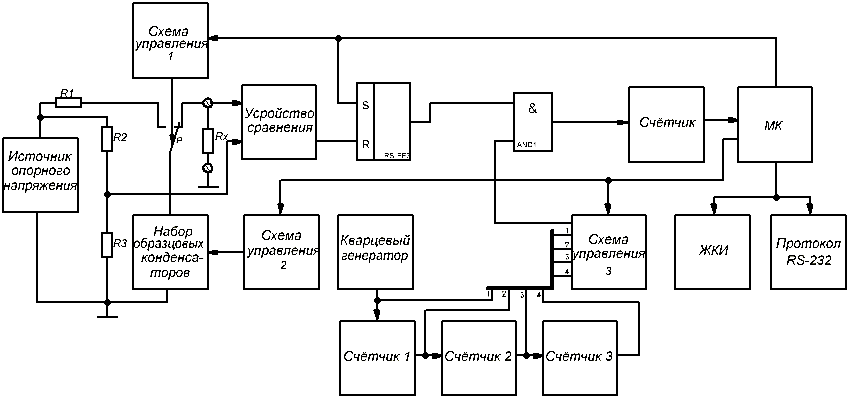 Схема
управления
1
R1
R2
Источник
опорного
напряжения
R3
P
Rx
Усройство
сравнения
S
R
RS FF2
&
AND1
Счётчик
МК
Набор
образцовых
конденса-
торов
Схема
управления
2
Кварцевый
генератор
1
2
3
4
1
2
3
4
Схема
управления
3
ЖКИ
Протокол
RS-232
Счётчик 1
Счётчик 2
Счётчик 3